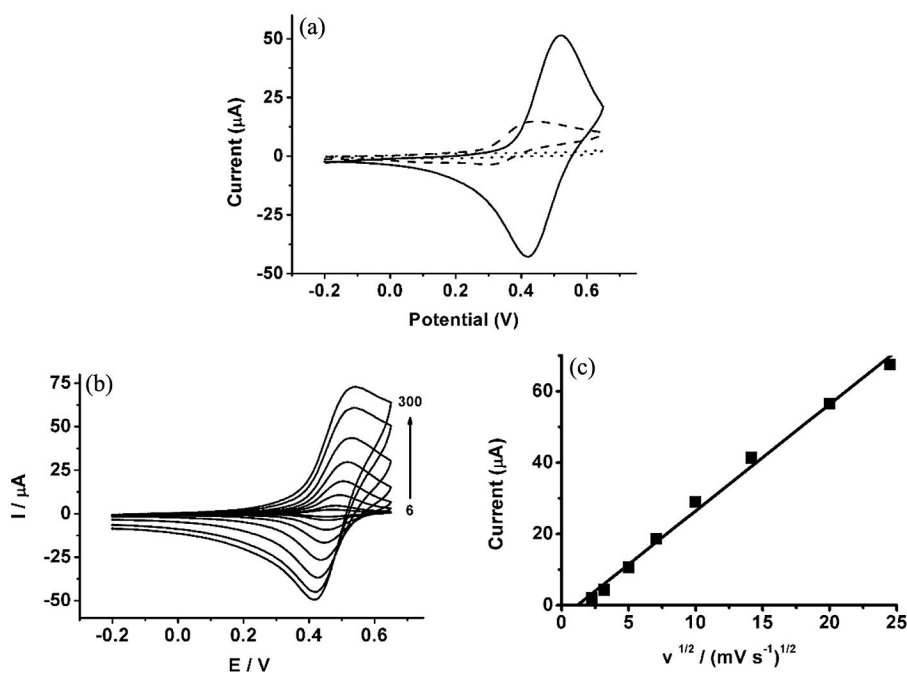 (a)
50
25
0
-25
-50
Current (μA)
-0.2 0.0 0.2 0.4 0.6
Potential (V)
(b)
75
50
25
0
-25
-50
I / μA
300
6
-0.2 0.0 0.2 0.4 0.6
E / V
(c)
60
40
20
0
Current (μA)
0 5 10 15 20 25
v 1/2 / (mV s-1)1/2